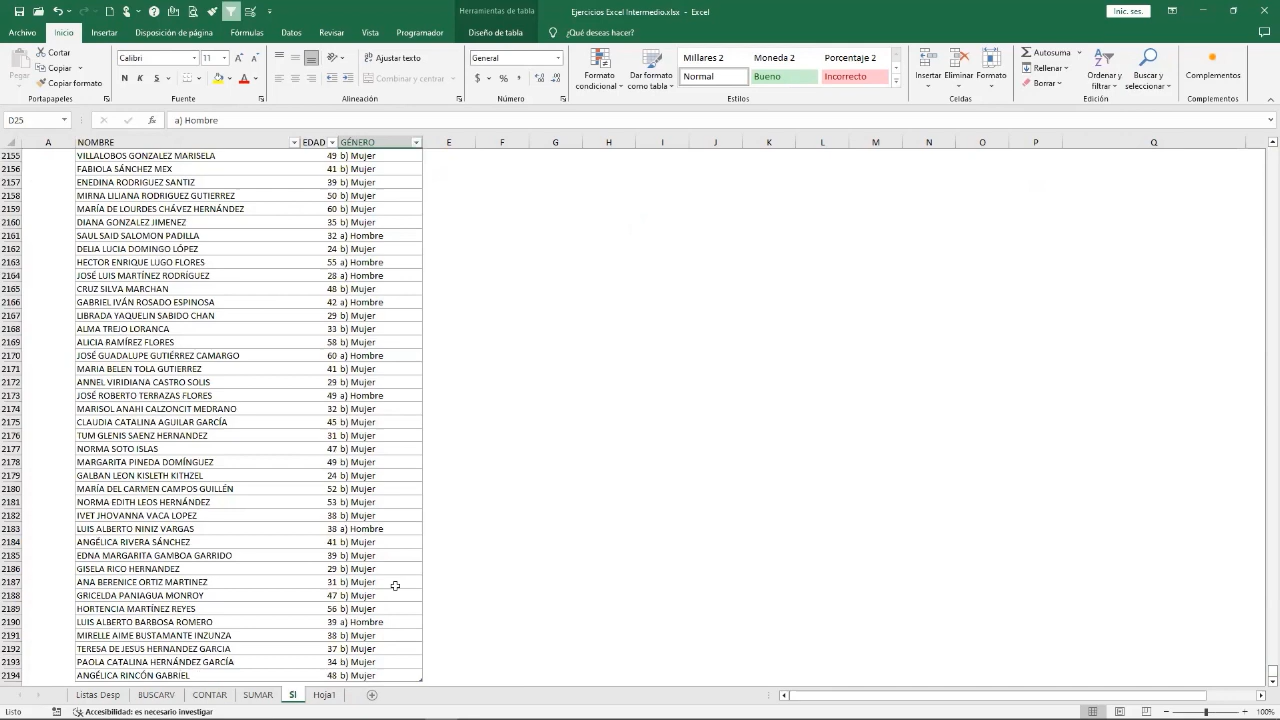 Herramientas de tabla
Ejercicios Excel Intermedio.xlsx - Excel
Inic. ses.
Archivo Inicio Insertar Disposición de página Fórmulas Datos Revisar Vista Programador Diseño de tabla ¿Qué deseas hacer?
Pegar
Cortar
Copiar
Copiar formato
Portapapeles
Calibri 11
N K S
Fuente
Ajustar texto
Combinar y centrar
Alineación
General
$ % 000
Número
Formato condicional
Dar formato como tabla
Millares 2 Moneda 2 Porcentaje 2
Normal Bueno Incorrecto
Estilos
Insertar Eliminar Formato
Celdas
Autosuma
Rellenar
Borrar
Ordenar y filtrar
Buscar y seleccionar
Edición
Complementos
Complementos
D25 fx a) Hombre
A NOMBRE EDAD GÉNERO E F G H I J K L M N O P Q
2155 VILLALOBOS GONZALEZ MARISELA 49 b) Mujer
2156 FABIOLA SÁNCHEZ MEX 41 b) Mujer
2157 ENEDINA RODRIGUEZ SANTIZ 39 b) Mujer
2158 MIRNA LILIANA RODRIGUEZ GUTIERREZ 50 b) Mujer
2159 MARÍA DE LOURDES CHÁVEZ HERNÁNDEZ 60 b) Mujer
2160 DIANA GONZALEZ JIMENEZ 35 b) Mujer
2161 SAUL SAID SALOMON PADILLA 32 a) Hombre
2162 DELIA LUCIA DOMINGO LÓPEZ 24 b) Mujer
2163 HECTOR ENRIQUE LUGO FLORES 55 a) Hombre
2164 JOSÉ LUIS MARTÍNEZ RODRÍGUEZ 28 a) Hombre
2165 CRUZ SILVA MARCHAN 48 b) Mujer
2166 GABRIEL IVÁN ROSADO ESPINOSA 42 a) Hombre
2167 LIBRADA YAQUELIN SABIDO CHAN 29 b) Mujer
2168 ALMA TREJO LORANCA 33 b) Mujer
2169 ALICIA RAMÍREZ FLORES 58 b) Mujer
2170 JOSÉ GUADALUPE GUTIÉRREZ CAMARGO 60 a) Hombre
2171 MARIA BELEN TOLA GUTIERREZ 41 b) Mujer
2172 ANNEL VIRIDIANA CASTRO SOLIS 29 b) Mujer
2173 JOSÉ ROBERTO TERRAZAS FLORES 49 a) Hombre
2174 MARISOL ANAHI CALZONCIT MEDRANO 32 b) Mujer
2175 CLAUDIA CATALINA AGUILAR GARCÍA 45 b) Mujer
2176 TUM GLENIS SAENZ HERNANDEZ 31 b) Mujer
2177 NORMA SOTO ISLAS 47 b) Mujer
2178 MARGARITA PINEDA DOMÍNGUEZ 49 b) Mujer
2179 GALBAN LEON KISLETH KITHZEL 24 b) Mujer
2180 MARÍA DEL CARMEN CAMPOS GUILLÉN 52 b) Mujer
2181 NORMA EDITH LEOS HERNÁNDEZ 53 b) Mujer
2182 IVET JHOVANNA VACA LOPEZ 38 b) Mujer
2183 LUIS ALBERTO NINIZ VARGAS 38 a) Hombre
2184 ANGÉLICA RIVERA SÁNCHEZ 41 b) Mujer
2185 EDNA MARGARITA GAMBOA GARRIDO 39 b) Mujer
2186 GISELA RICO HERNANDEZ 29 b) Mujer
2187 ANA BERENICE ORTIZ MARTINEZ 31 b) Mujer
2188 GRICELDA PANIAGUA MONROY 47 b) Mujer
2189 HORTENCIA MARTÍNEZ REYES 56 b) Mujer
2190 LUIS ALBERTO BARBOSA ROMERO 39 a) Hombre
2191 MIRELLE AIME BUSTAMANTE INZUNZA 38 b) Mujer
2192 TERESA DE JESUS HERNANDEZ GARCIA 37 b) Mujer
2193 PAOLA CATALINA HERNÁNDEZ GARCÍA 34 b) Mujer
2194 ANGÉLICA RINCÓN GABRIEL 48 b) Mujer
Listas Desp BUSCARV CONTAR SUMAR SI Hoja1
Listo Accesibilidad: es necesario investigar 100%